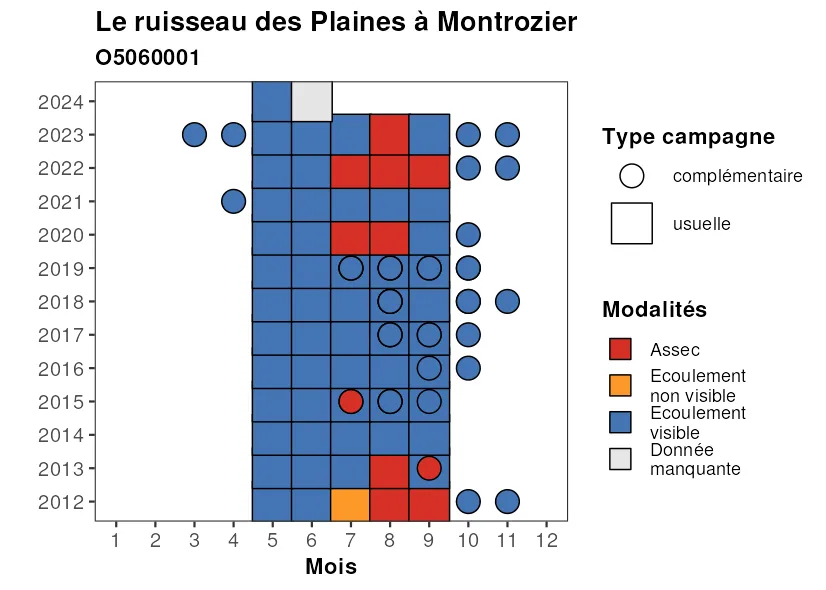 Le ruisseau des Plaines à Montrozier
O5060001
2024
2023
2022
2021
2020
2019
2018
2017
2016
2015
2014
2013
2012
1 2 3 4 5 6 7 8 9 10 11 12
Mois
Type campagne
complémentaire
usuelle
Modalités
Assec
Ecoulement
non visible
Ecoulement
visible
Donnée
manquante